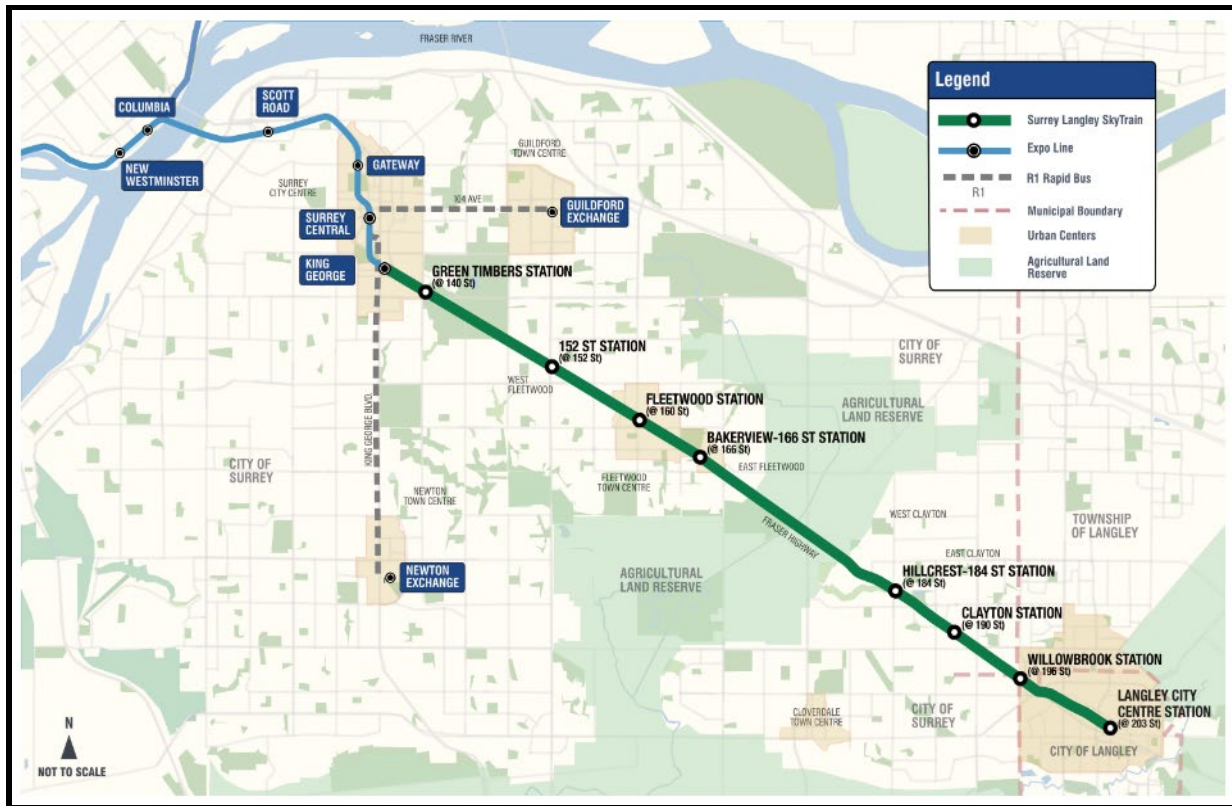 FRASER RIVER
COLUMBIA
SCOTT
ROAD
NEW
WESTMINSTER
GATEWAY
SURREY
CITY CENTRE
GUILDFORD
TOWN CENTRE
104 AVE
SURREY
CENTRAL
GUILDFORD
EXCHANGE
KING
GEORGE
Legend
Surrey Langley SkyTrain
Expo Line
R1 Rapid Bus
R1
Municipal Boundary
Urban Centers
Agricultural Land
Reserve
GREEN TIMBERS STATION
(@ 140 St)
152 ST STATION
(@ 152 St)
WEST
FLEETWOOD
CITY OF
SURREY
FLEETWOOD STATION
(@ 160 St)
AGRICULTURAL
LAND RESERVE
BAKERVIEW-166 ST STATION
(@ 166 St)
EAST FLEETWOOD
KING GEORGE BLVD.
CITY OF
SURREY
NEWTON
TOWN CENTRE
FLEETWOOD
TOWN CENTRE
FRASER HIGHWAY
WEST CLAYTON
TOWNSHIP
OF LANGLEY
EAST CLAYTON
NEWTON
EXCHANGE
AGRICULTURAL
LAND RESERVE
HILLCREST-184 ST STATION
(@ 184 St)
CLAYTON STATION
(@ 190 St)
WILLOWBROOK STATION
(@ 196 St)
LANGLEY CITY
CENTRE STATION
(@ 203 St)
CLOVERDALE
TOWN CENTRE
CITY OF
SURREY
CITY OF LANGLEY
N
NOT TO SCALE